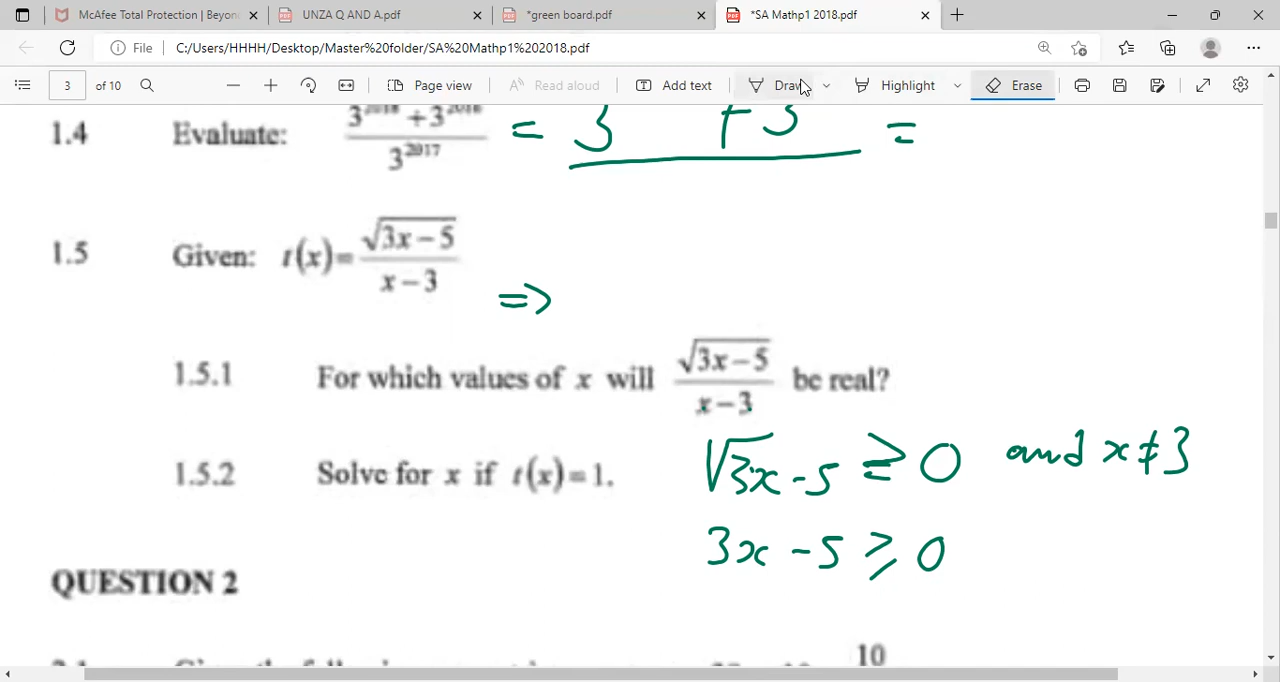 McAfee Total Protection | Beyon
UNZA Q AND A.pdf
*green board.pdf
*SA Mathp1 2018.pdf
File C:/Users/HHHH/Desktop/Master%20folder/SA%20Mathp1%202018.pdf
3 of 10 Page view Read aloud Add text Draw Highlight Erase
1.4 Evaluate: (3^2018 + 3^2016) / 3^2017 = 3 + 3 =
1.5 Given: t(x) = √(3x − 5) / (x − 3)
=>
1.5.1 For which values of x will √(3x − 5) / (x − 3) be real?
√3x - 5 ≥ 0 and x ≠ 3
1.5.2 Solve for x if t(x) = 1.
3x - 5 ≥ 0
QUESTION 2
10